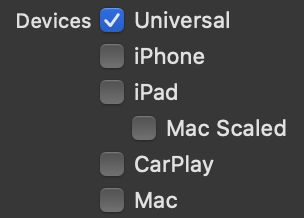 Devices Universal
iPhone
iPad
Mac Scaled
CarPlay
Mac